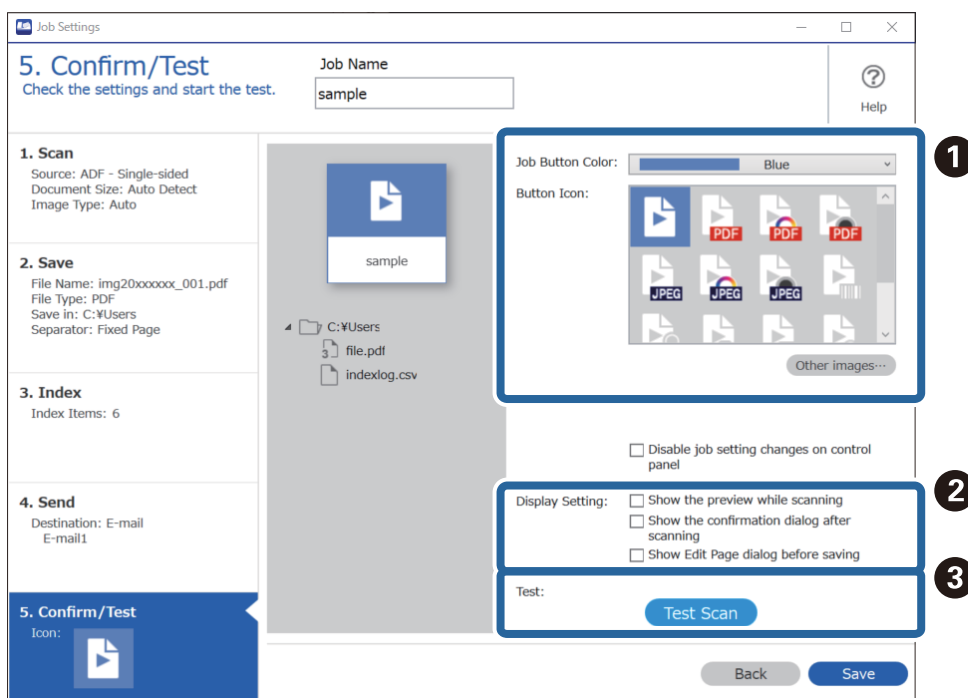 Job Settings
5. Confirm/Test
Check the settings and start the test.
Job Name
sample
Help
1. Scan
Source: ADF - Single-sided
Document Size: Auto Detect
Image Type: Auto
2. Save
File Name: img20xxxxxx_001.pdf
File Type: PDF
Save in: C:¥Users
Separator: Fixed Page
3. Index
Index Items: 6
4. Send
Destination: E-mail
E-mail1
5. Confirm/Test
Icon:
sample
C:¥Users
3 file.pdf
indexlog.csv
1
Job Button Color: Blue
Button Icon:
PDF PDF PDF
JPEG JPEG JPEG
Other images···
Disable job setting changes on control
panel
2
Display Setting: Show the preview while scanning
Show the confirmation dialog after
scanning
Show Edit Page dialog before saving
3
Test:
Test Scan
Back Save